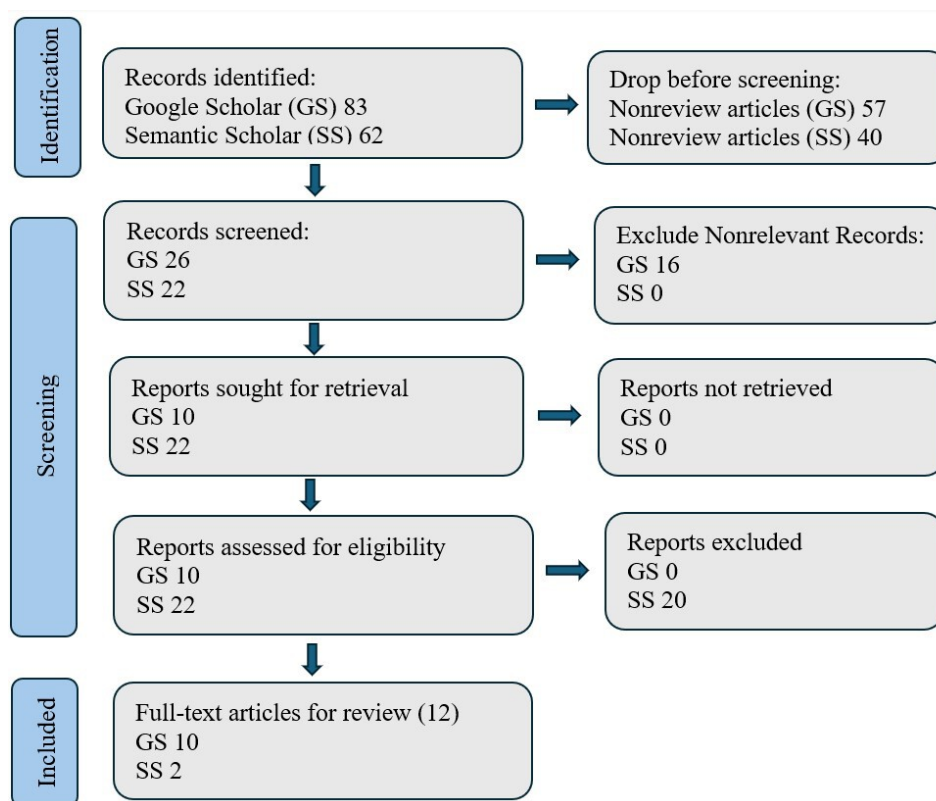 Identification
Records identified:
Google Scholar (GS) 83
Semantic Scholar (SS) 62
Drop before screening:
Nonreview articles (GS) 57
Nonreview articles (SS) 40
Screening
Records screened:
GS 26
SS 22
Exclude Nonrelevant Records:
GS 16
SS 0
Reports sought for retrieval
GS 10
SS 22
Reports not retrieved
GS 0
SS 0
Reports assessed for eligibility
GS 10
SS 22
Reports excluded
GS 0
SS 20
Included
Full-text articles for review (12)
GS 10
SS 2